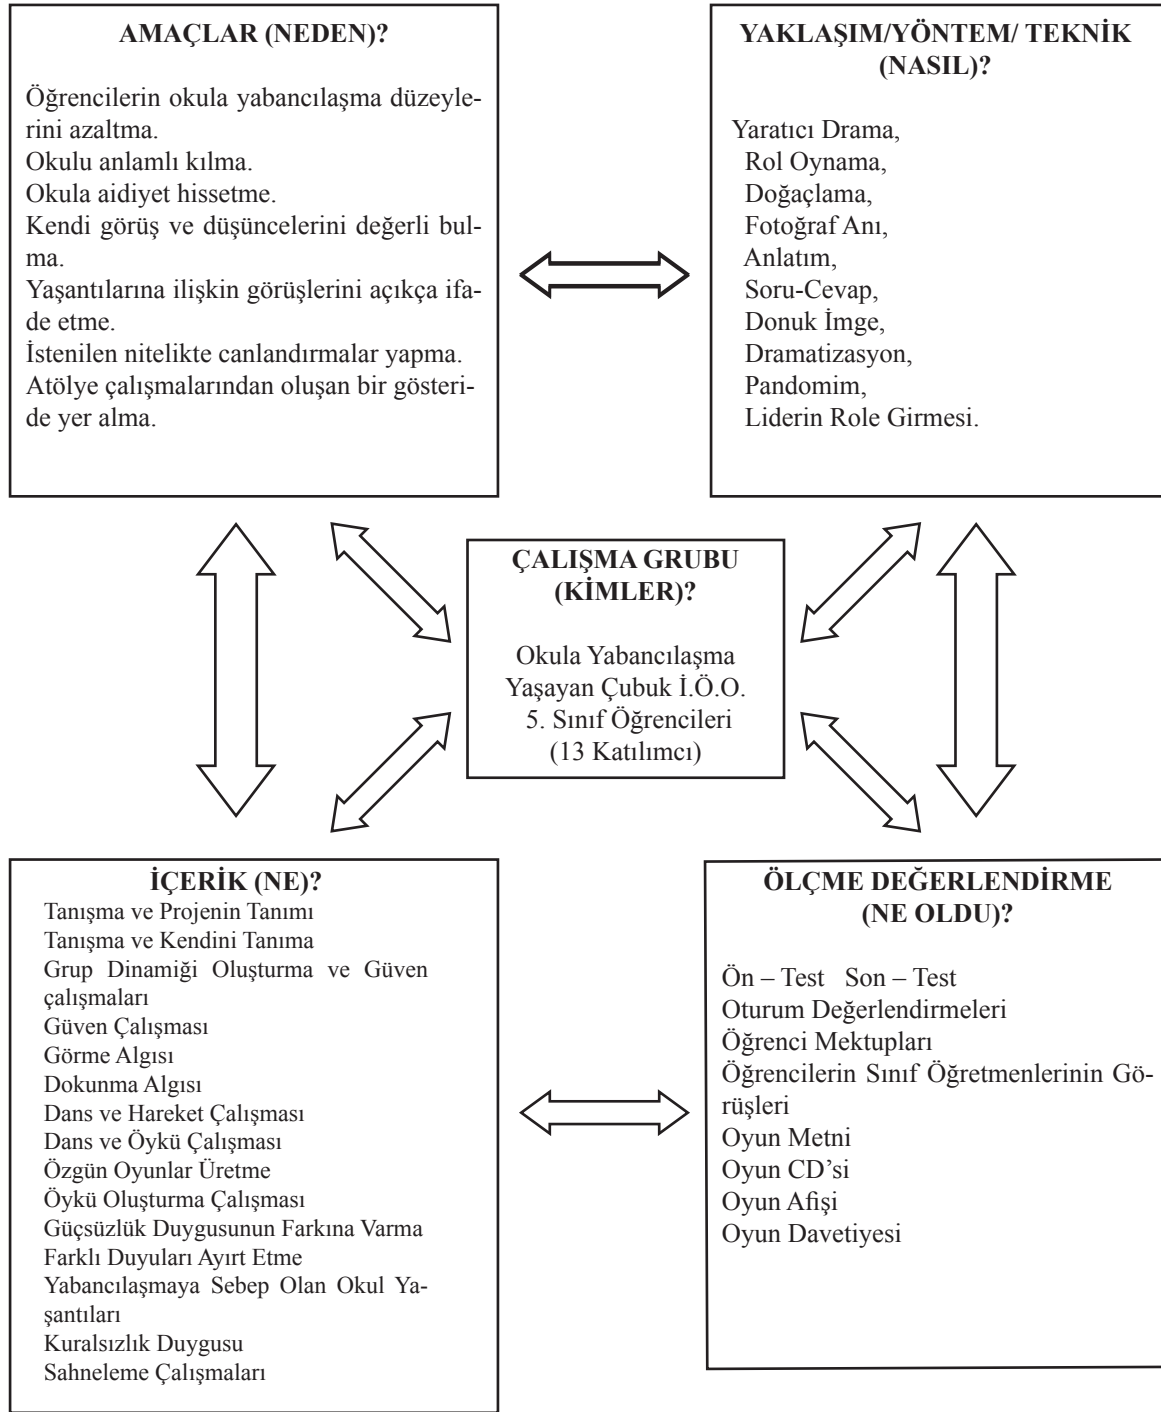 AMAÇLAR (NEDEN)?
Öğrencilerin okula yabancılaşma düzeyle-
rini azaltma.
Okulu anlamlı kılma.
Okula aidiyet hissetme.
Kendi görüş ve düşüncelerini değerli bul-
ma.
Yaşantılarına ilişkin görüşlerini açıkça ifa-
de etme.
İstenilen nitelikte canlandırmalar yapma.
Atölye çalışmalarından oluşan bir gösteri-
de yer alma.
YAKLAŞIM/YÖNTEM/ TEKNİK
(NASIL)?
Yaratıcı Drama,
Rol Oynama,
Doğaçlama,
Fotoğraf Anı,
Anlatım,
Soru-Cevap,
Donuk İmge,
Dramatizasyon,
Pandomim,
Liderin Role Girmesi.
ÇALIŞMA GRUBU
(KİMLER)?
Okula Yabancılaşma
Yaşayan Çubuk İ.Ö.O.
5. Sınıf Öğrencileri
(13 Katılımcı)
İÇERİK (NE)?
Tanışma ve Projenin Tanımı
Tanışma ve Kendini Tanıma
Grup Dinamiği Oluşturma ve Güven
çalışmaları
Güven Çalışması
Görme Algısı
Dokunma Algısı
Dans ve Hareket Çalışması
Dans ve Öykü Çalışması
Özgün Oyunlar Üretme
Öykü Oluşturma Çalışması
Güçsüzlük Duygusunun Farkına Varma
Farklı Duyuları Ayırt Etme
Yabancılaşmaya Sebep Olan Okul Ya-
şantıları
Kuralsızlık Duygusu
Sahneleme Çalışmaları
ÖLÇME DEĞERLENDİRME
(NE OLDU)?
Ön – Test Son – Test
Oturum Değerlendirmeleri
Öğrenci Mektupları
Öğrencilerin Sınıf Öğretmenlerinin Gö-
rüşleri
Oyun Metni
Oyun CD’si
Oyun Afişi
Oyun Davetiyesi